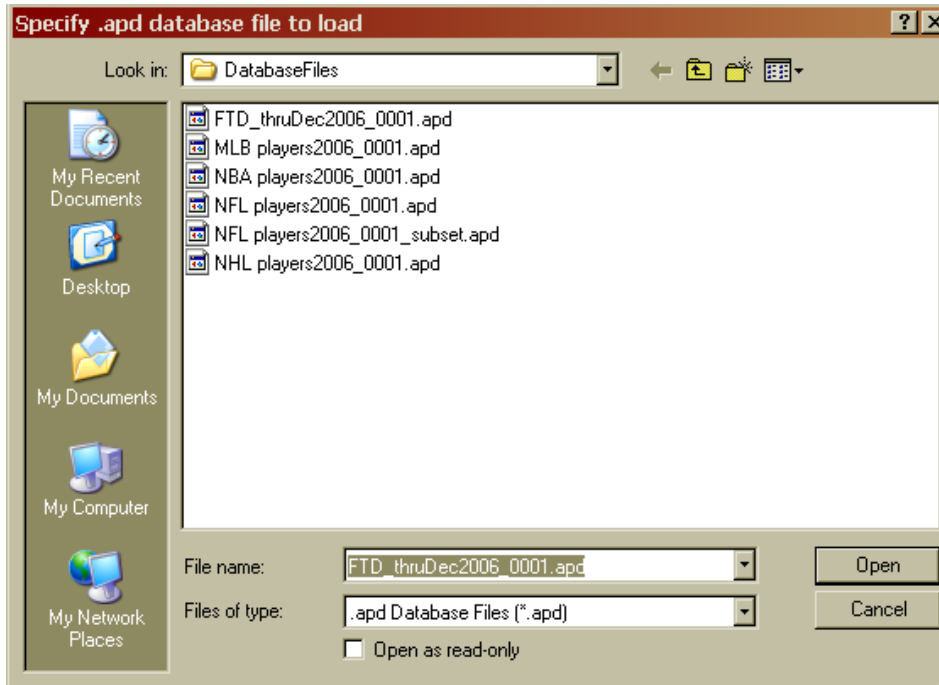 Specify .apd database file to load
Look in: DatabaseFiles
FTD_thruDec2006_0001.apd
MLB players2006_0001.apd
NBA players2006_0001.apd
NFL players2006_0001.apd
NFL players2006_0001_subset.apd
NHL players2006_0001.apd
My Recent
Documents
Desktop
My Documents
My Computer
My Network
Places
File name: FTD_thruDec2006_0001.apd Open
Files of type: .apd Database Files (*.apd) Cancel
Open as read-only